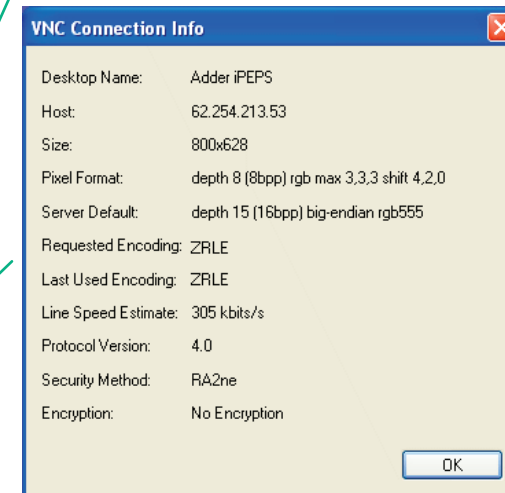 VNC Connection Info
Desktop Name: Adder iPEPS
Host: 62.254.213.53
Size: 800x628
Pixel Format: depth 8 (8bpp) rgb max 3,3,3 shift 4,2,0
Server Default: depth 15 (16bpp) big-endian rgb555
Requested Encoding: ZRLE
Last Used Encoding: ZRLE
Line Speed Estimate: 305 kbits/s
Protocol Version: 4.0
Security Method: RA2ne
Encryption: No Encryption
OK